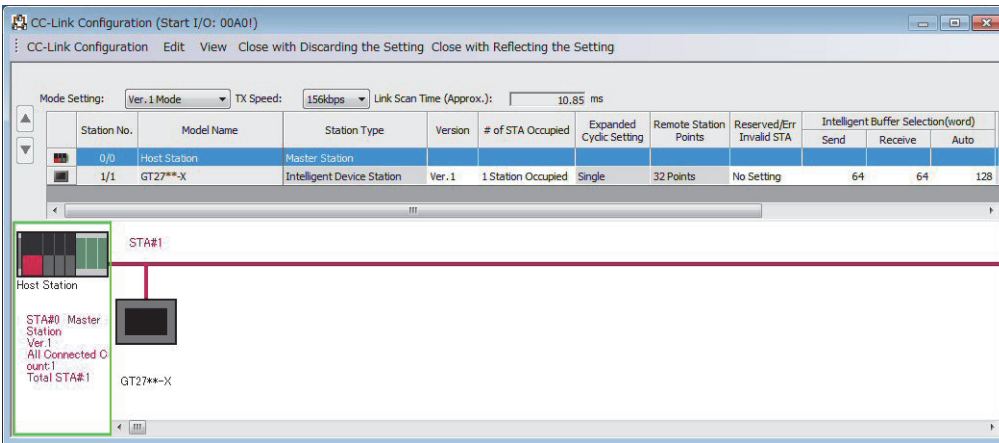 CC-Link Configuration (Start I/O: 00A0!)
CC-Link Configuration Edit View Close with Discarding the Setting Close with Reflecting the Setting
Mode Setting: Ver.1 Mode TX Speed: 156kbps Link Scan Time (Approx.): 10.85 ms
Station No. Model Name Station Type Version # of STA Occupied Expanded Cyclic Setting Remote Station Points Reserved/Err Invalid STA Intelligent Buffer Selection(word)
Send Receive Auto
0/0 Host Station Master Station
1/1 GT27**-X Intelligent Device Station Ver.1 1 Station Occupied Single 32 Points No Setting 64 64 128
STA#1
Host Station
STA#0 Master
Station
Ver.1
All Connected C
ount:1
Total STA#:1
GT27**-X